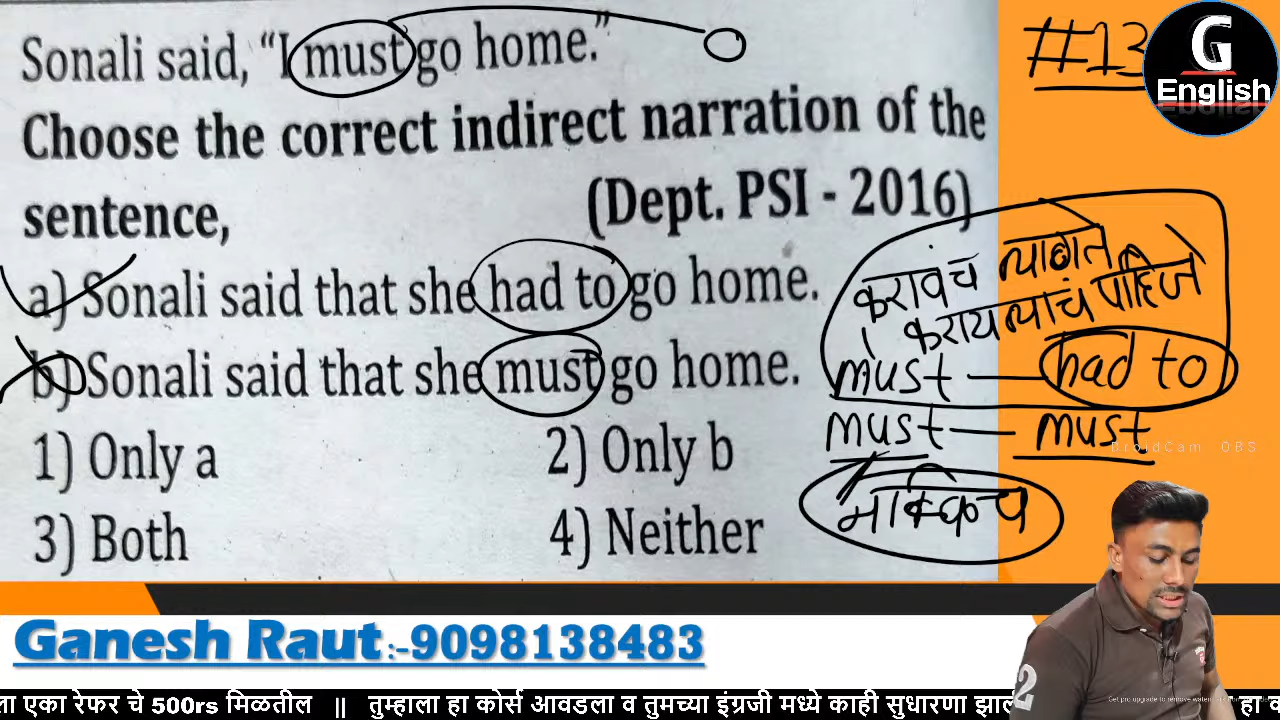 Sonali said, “I must go home.”
#13
G
English
Choose the correct indirect narration of the
sentence,
(Dept. PSI - 2016)
a) Sonali said that she had to go home.
b) Sonali said that she must go home.
1) Only a
2) Only b
3) Both
4) Neither
करावंच लागते
करायलाचं पाहिजे
must — had to
must — must
DroidCam OBS
Ganesh Raut:-9098138483
2
ला एका रेफर चे 500rs मिळतील || तुम्हाला हा कोर्स आवडला व तुमच्या इंग्रजी मध्ये काही सुधारणा झाल